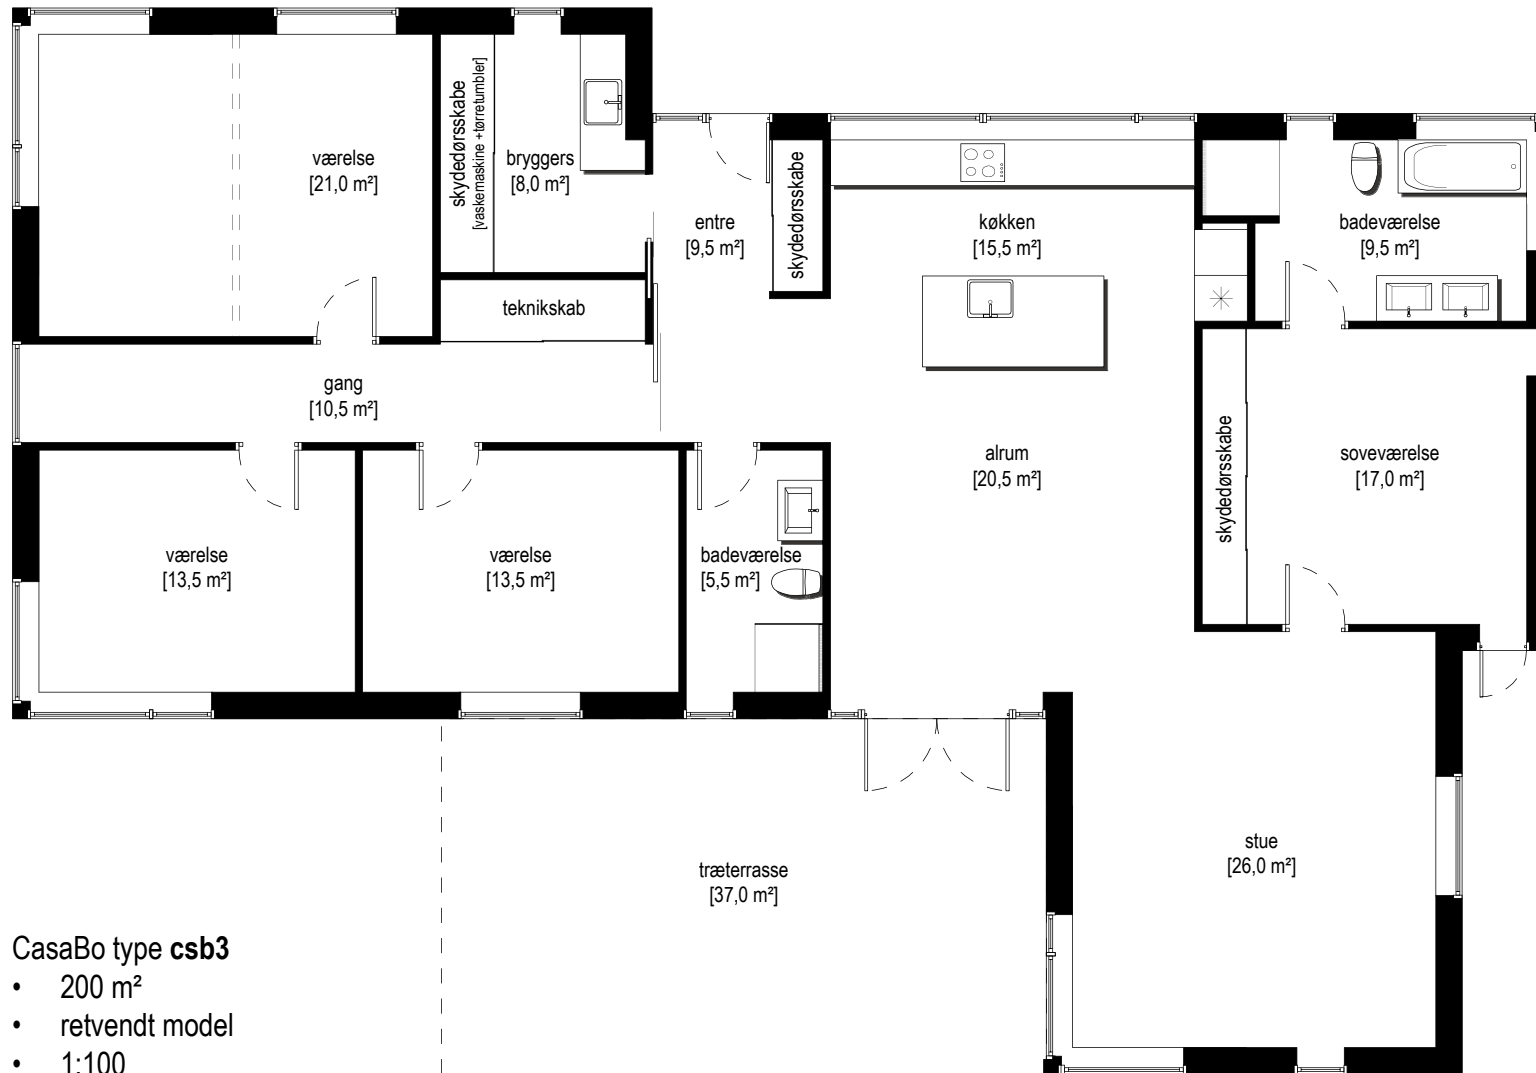 værelse
[21,0 m²]
skydedørsskabe
[vaskemaskine +tørretumbler]
bryggers
[8,0 m²]
entre
[9,5 m²]
skydedørsskabe
køkken
[15,5 m²]
badeværelse
[9,5 m²]
teknikskab
gang
[10,5 m²]
alrum
[20,5 m²]
skydedørsskabe
soveværelse
[17,0 m²]
værelse
[13,5 m²]
værelse
[13,5 m²]
badeværelse
[5,5 m²]
træterrasse
[37,0 m²]
stue
[26,0 m²]
CasaBo type csb3
• 200 m²
• retvendt model
• 1:100